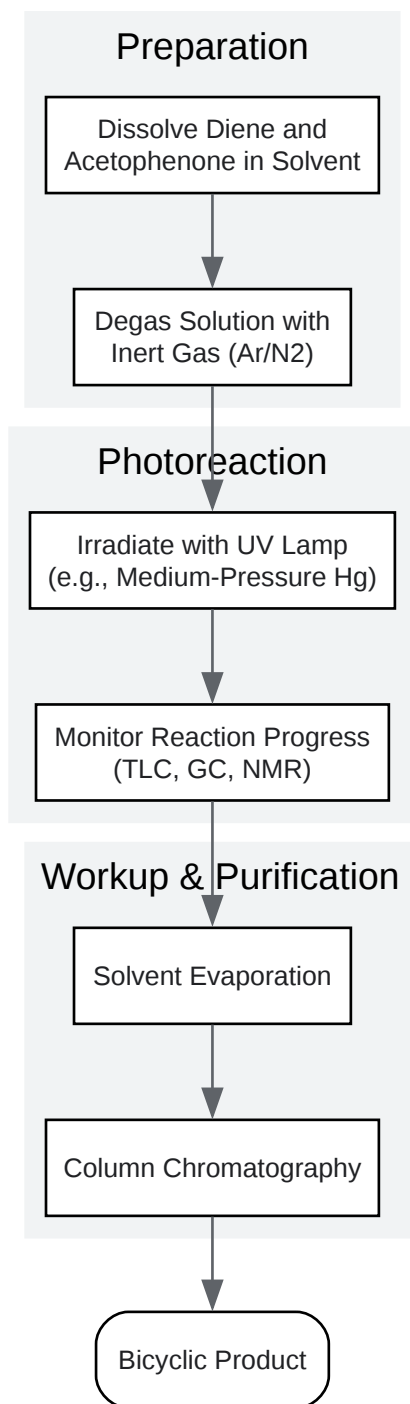 Preparation
Dissolve Diene and
Acetophenone in Solvent
Degas Solution with
Inert Gas (Ar/N2)
Photoreaction
Irradiate with UV Lamp
(e.g., Medium-Pressure Hg)
Monitor Reaction Progress
(TLC, GC, NMR)
Workup & Purification
Solvent Evaporation
Column Chromatography
Bicyclic Product